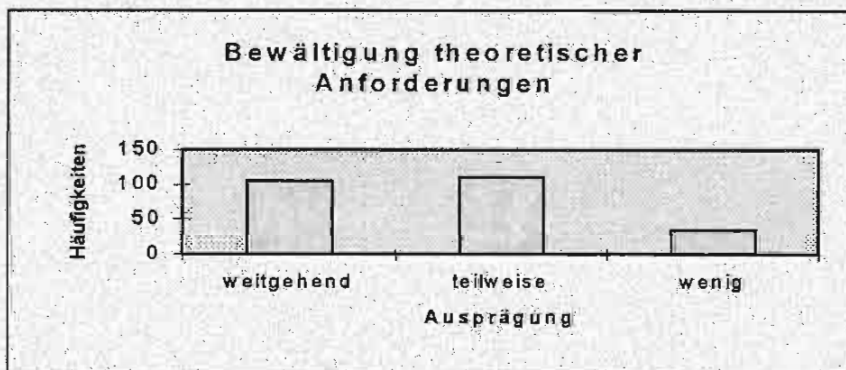 Bewältigung theoretischer
Anforderungen
Häufigkeiten
150
100
50
0
weitgehend teilweise wenig
Ausprägung